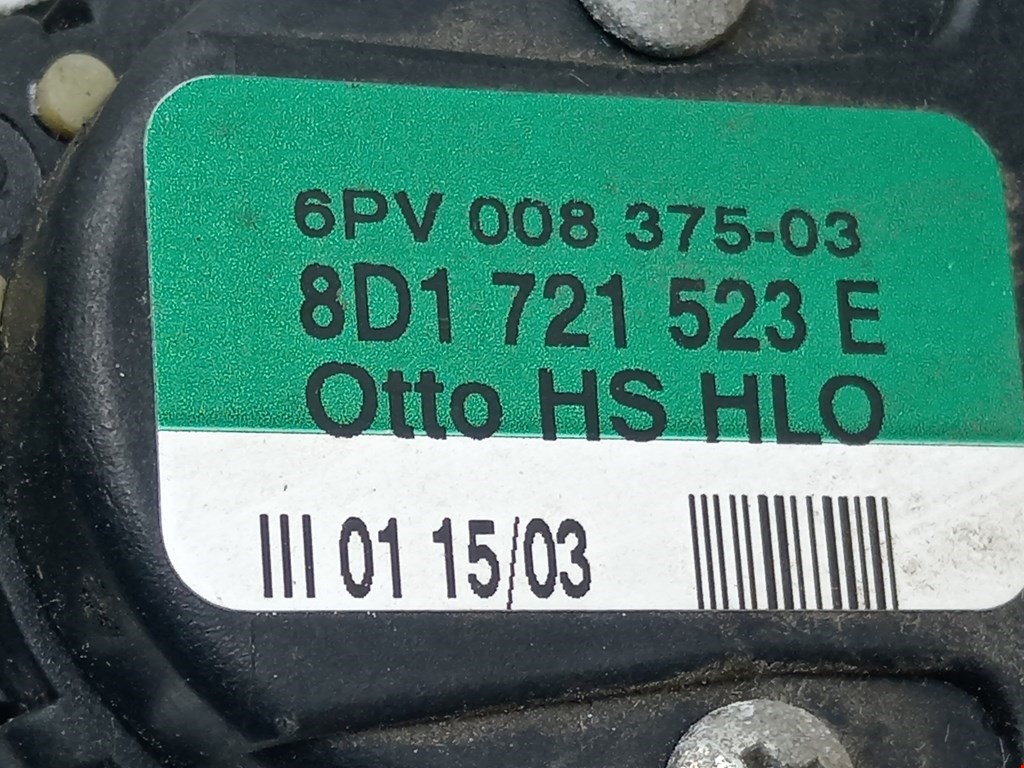 6PV 008 375-03
8D1 721 523 E
Otto HS HLO
III 01 15/03